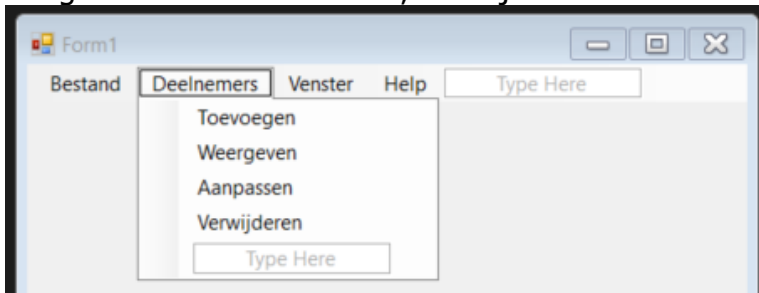 Form1
Bestand Deelnemers Venster Help Type Here
Toevoegen
Weergeven
Aanpassen
Verwijderen
Type Here